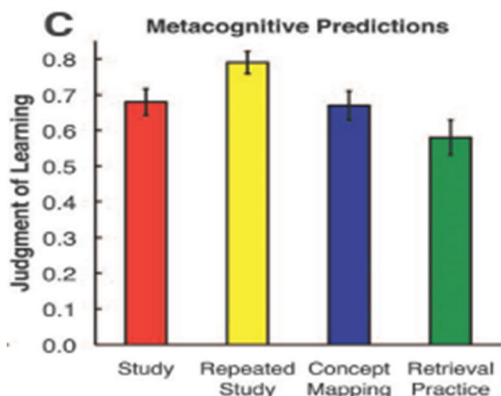 C Metacognitive Predictions
Judgment of Learning
0.8
0.7
0.6
0.5
0.4
0.3
0.2
0.1
0.0
Study
Repeated
Study
Concept
Mapping
Retrieval
Practice